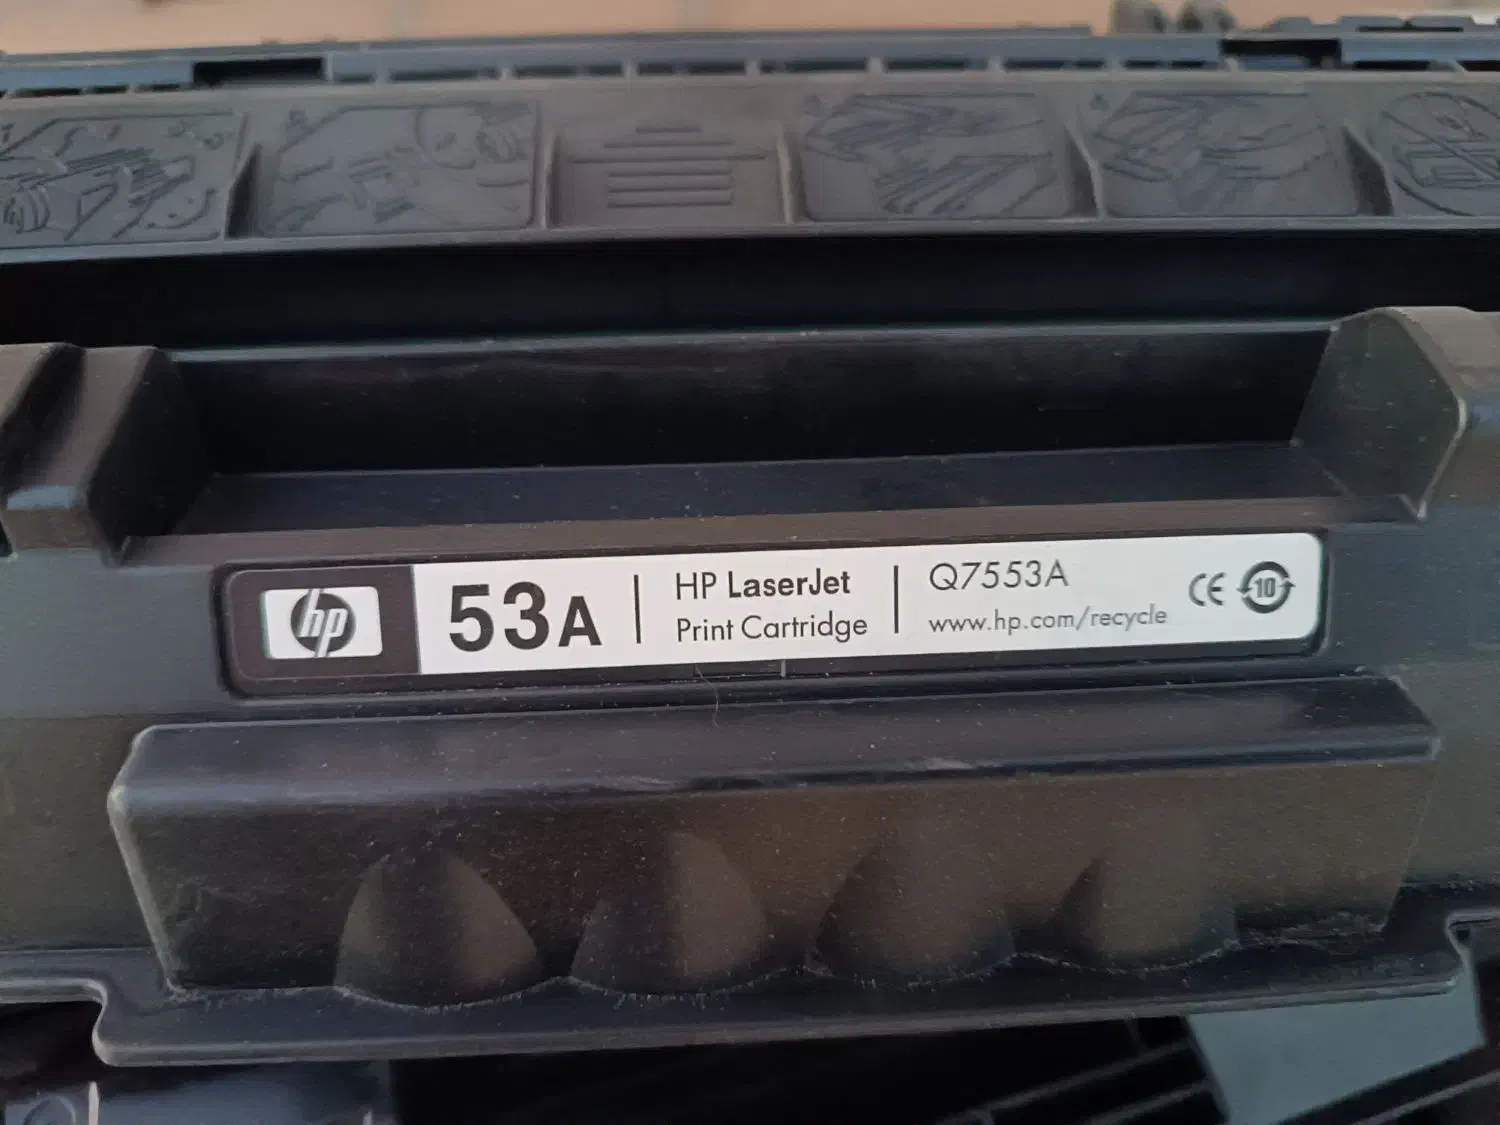 hp
53A
HP LaserJet
Print Cartridge
Q7553A
www.hp.com/recycle
CE
10